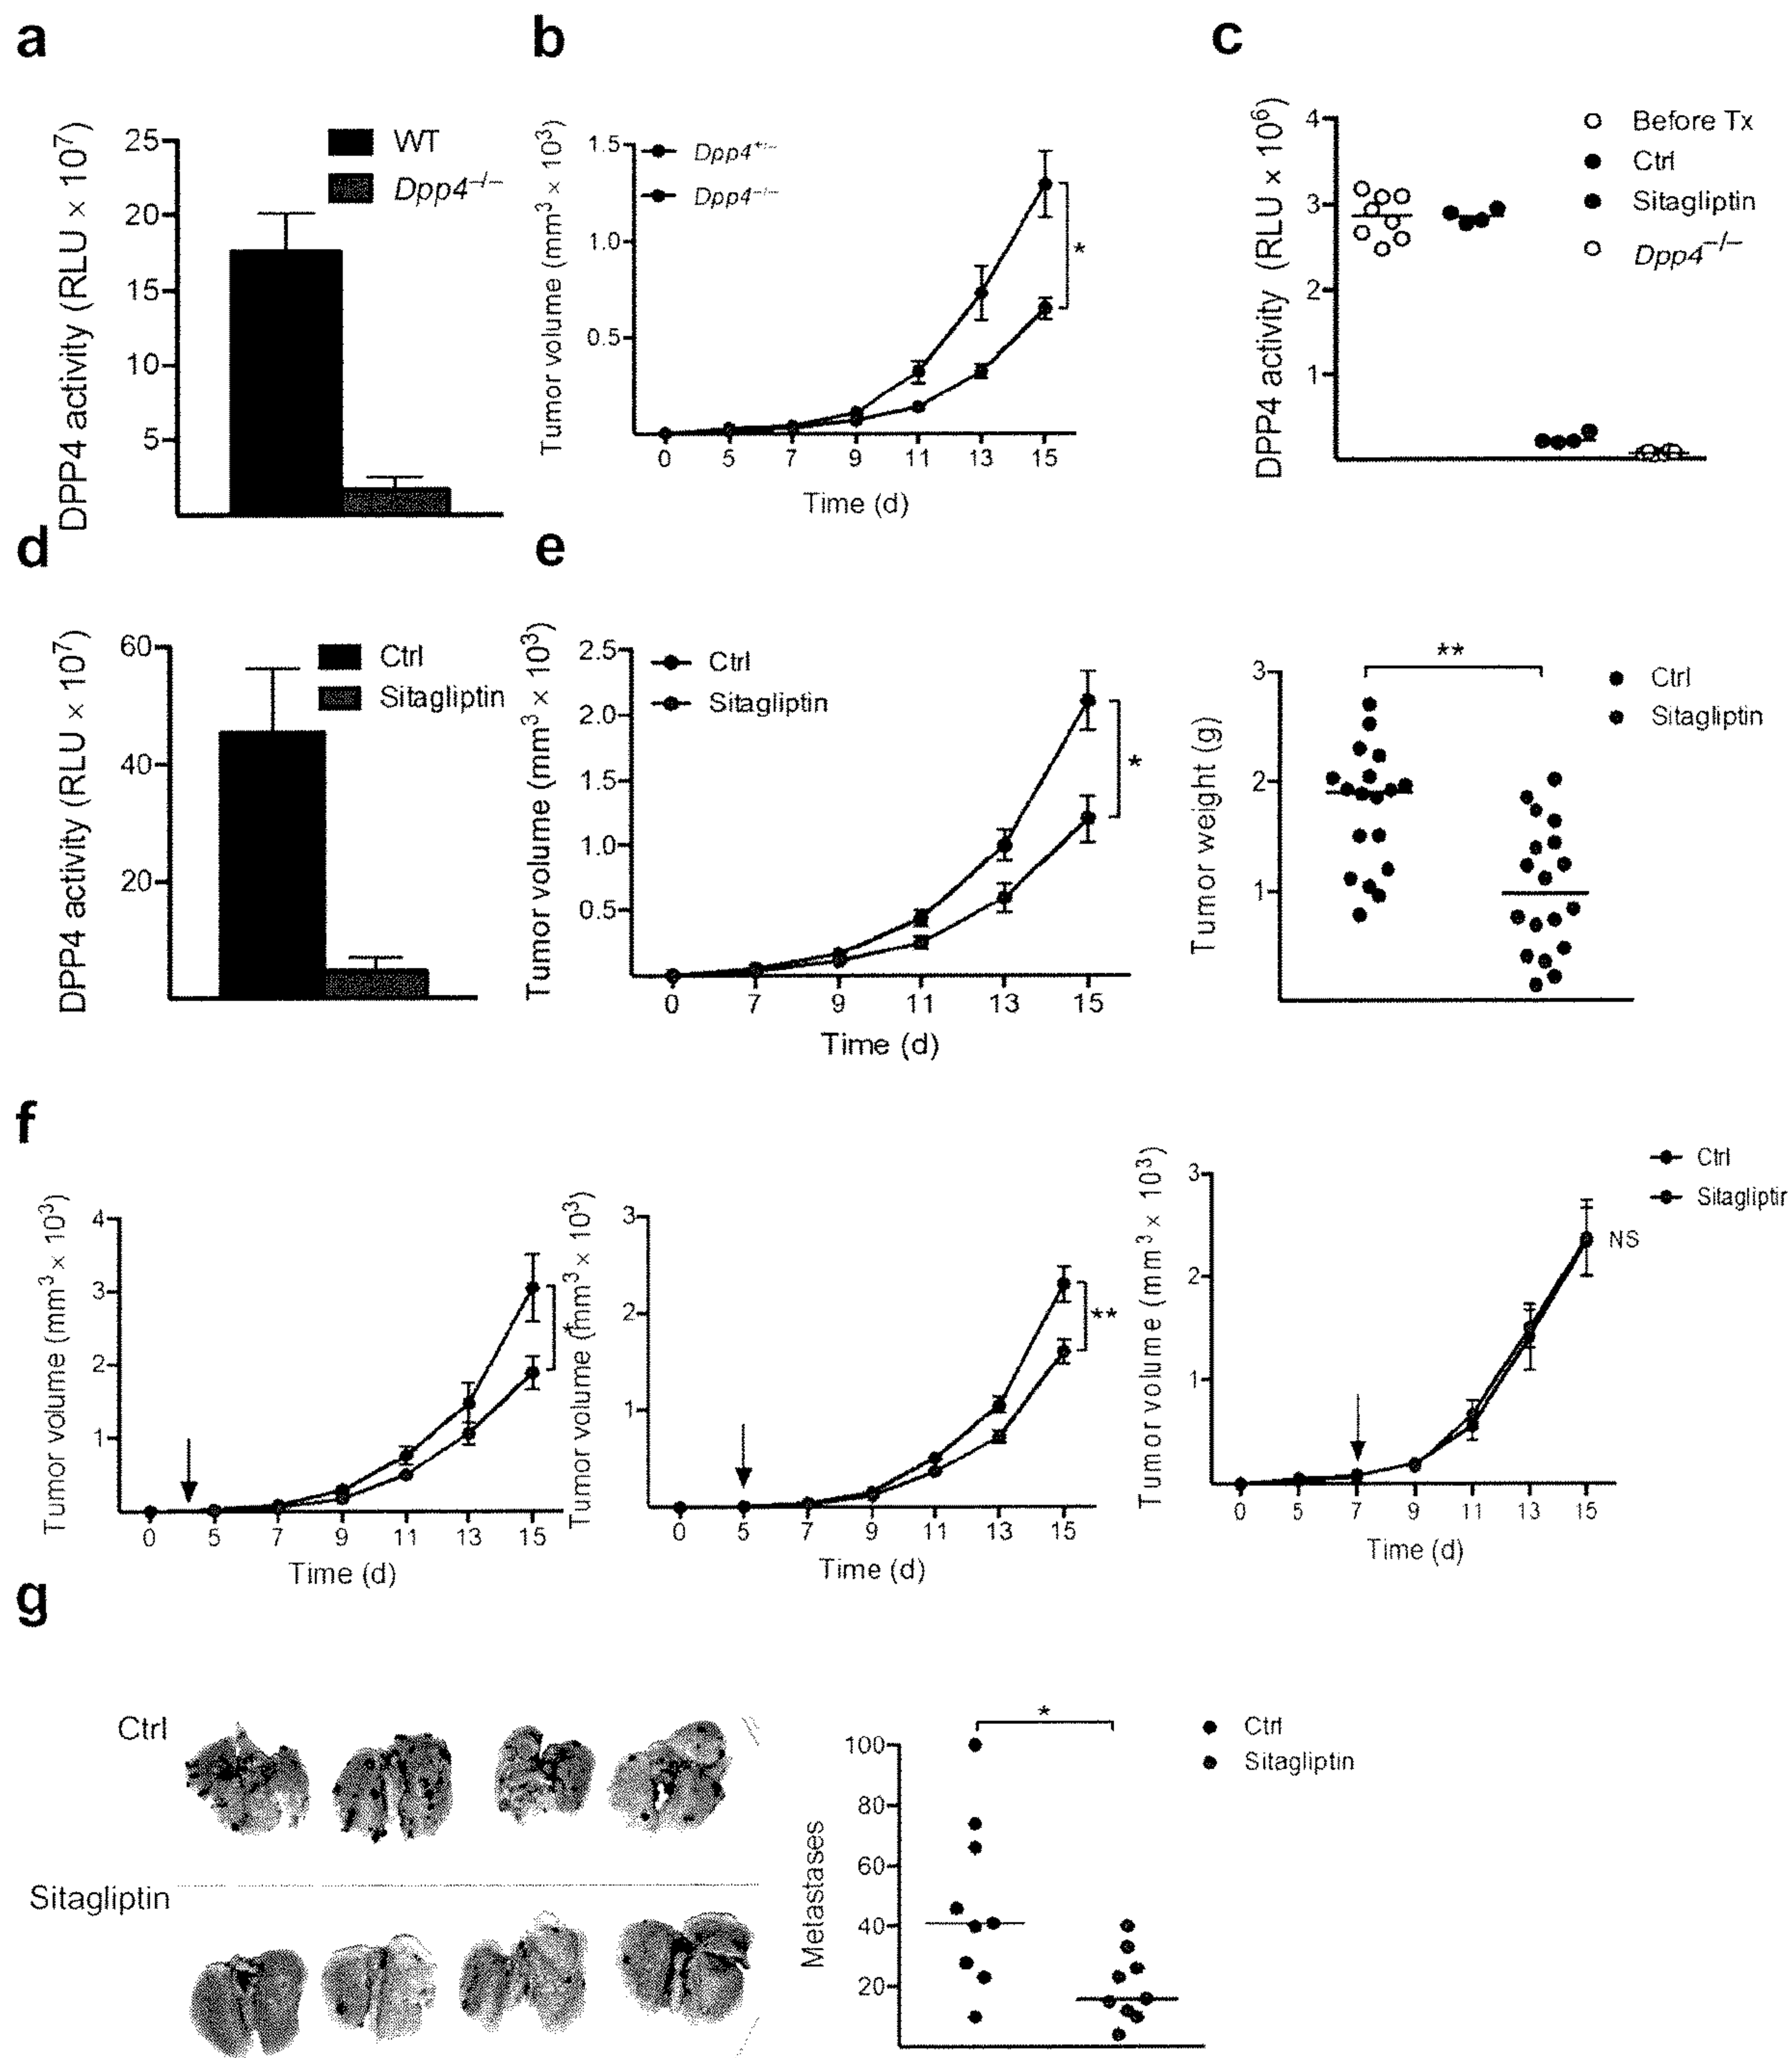 a
DPP4 activity (RLU × 10⁷)
25
20
15
10
5
WT
Dpp4⁻/⁻
b
Tumor volume (mm³ × 10³)
1.5
1.0
0.5
Dpp4⁺/⁻
Dpp4⁻/⁻
*
0 5 7 9 11 13 15
Time (d)
c
DPP4 activity (RLU × 10⁶)
4
3
2
1
Before Tx
Ctrl
Sitagliptin
Dpp4⁻/⁻
d
DPP4 activity (RLU × 10⁷)
60
40
20
Ctrl
Sitagliptin
e
Tumor volume (mm³ × 10³)
2.5
2.0
1.5
1.0
0.5
Ctrl
Sitagliptin
*
0 7 9 11 13 15
Time (d)
Tumor weight (g)
3
2
1
**
Ctrl
Sitagliptin
f
Tumor volume (mm³ × 10³)
4
3
2
1
*
0 5 7 9 11 13 15
Time (d)
Tumor volume (mm³ × 10³)
3
2
1
**
0 5 7 9 11 13 15
Time (d)
Tumor volume (mm³ × 10³)
3
2
1
Ctrl
Sitagliptir
NS
0 5 7 9 11 13 15
Time (d)
g
Ctrl
Sitagliptin
Metastases
100
80
60
40
20
*
Ctrl
Sitagliptin